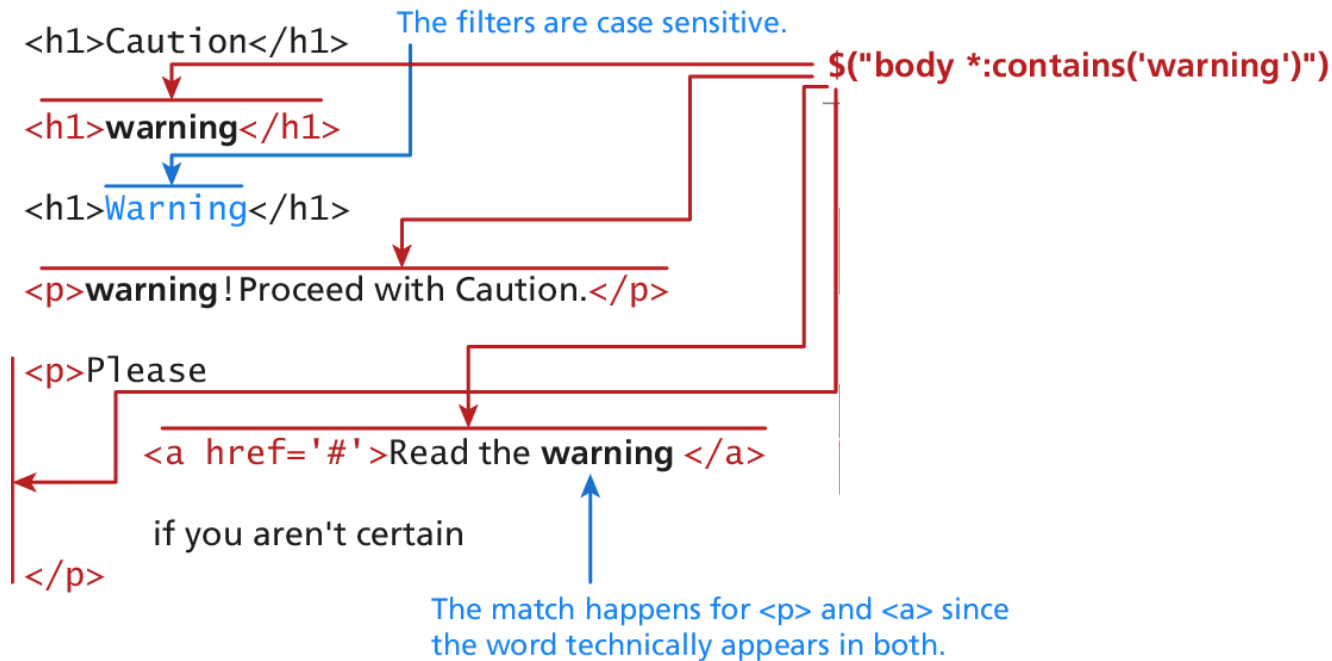 The filters are case sensitive.
<h1>Caution</h1>
$("body *:contains('warning')")
<h1>warning</h1>
<h1>Warning</h1>
<p>warning!Proceed with Caution.</p>
<p>Please
<a href='#'>Read the warning </a>
if you aren't certain
</p>
The match happens for <p> and <a> since
the word technically appears in both.